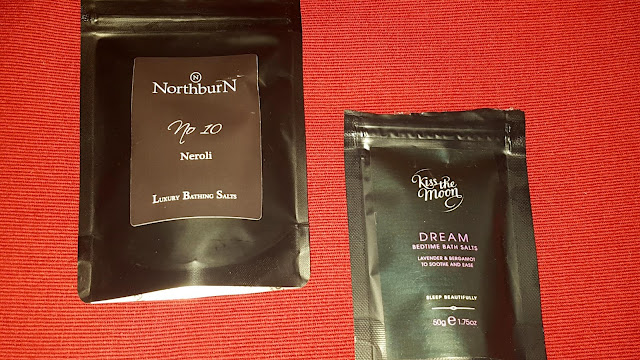 N
NorthburN
No 10
Neroli
Luxury Bathing Salts
Kiss the
Moon
DREAM
BEDTIME BATH SALTS
LAVENDER & BERGAMOT
TO SOOTHE AND EASE
SLEEP BEAUTIFULLY
50g e 1.75oz